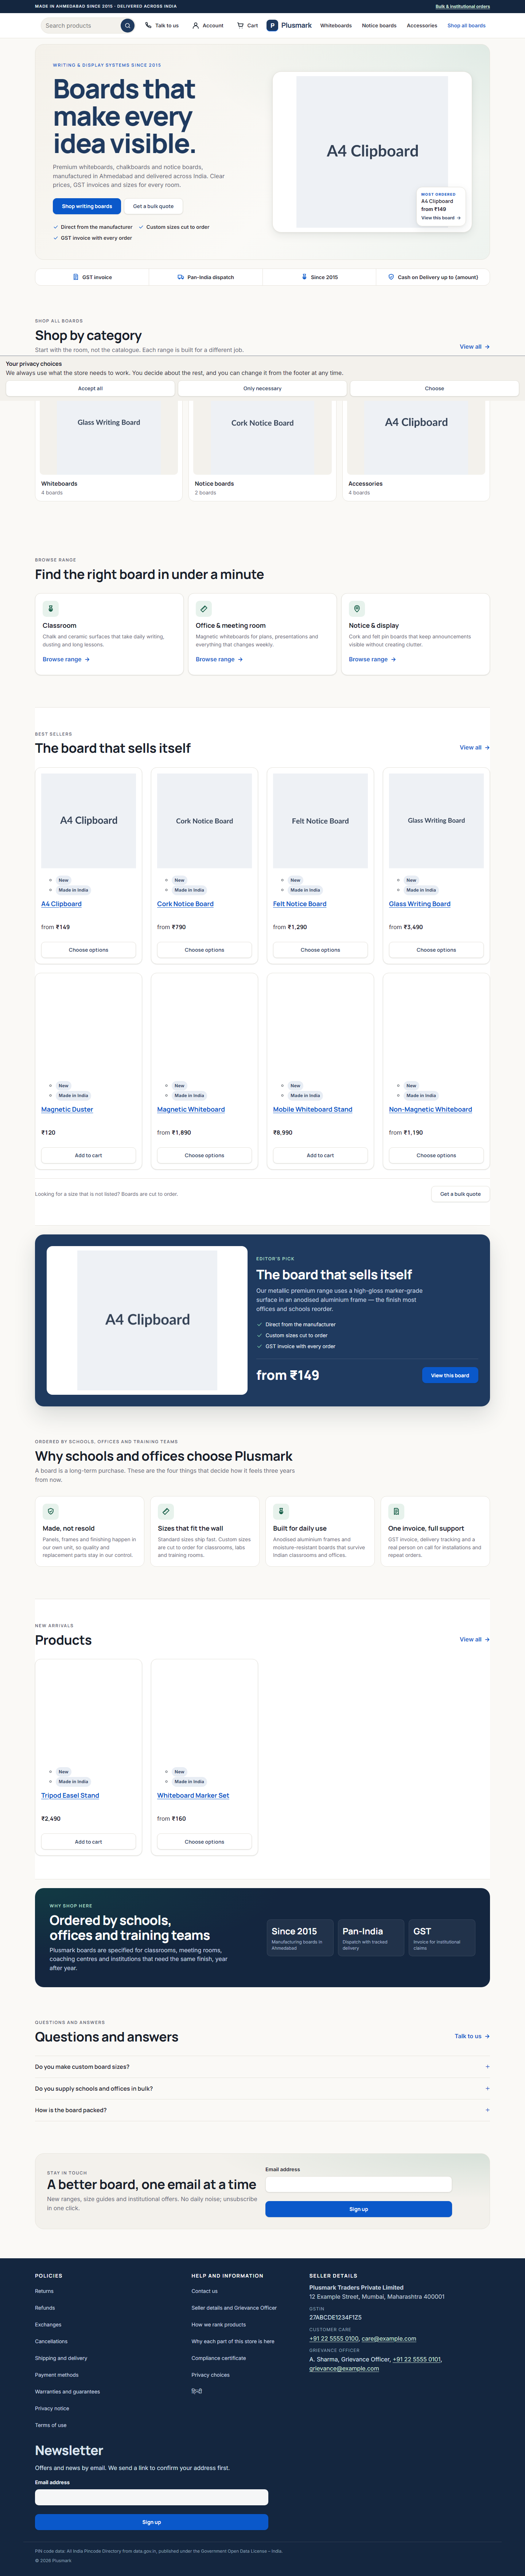 MADE IN AHMEDABAD SINCE 2015 · DELIVERED ACROSS INDIA
Bulk & institutional orders
Search products
Talk to us
Account
Cart
P Plusmark
Whiteboards
Notice boards
Accessories
Shop all boards
WRITING & DISPLAY SYSTEMS SINCE 2015
Boards that
make every
idea visible.
Premium whiteboards, chalkboards and notice boards,
manufactured in Ahmedabad and delivered across India. Clear
prices, GST invoices and sizes for every room.
Shop writing boards
Get a bulk quote
Direct from the manufacturer
Custom sizes cut to order
GST invoice with every order
A4 Clipboard
MOST ORDERED
A4 Clipboard
from ₹149
View this board →
GST invoice
Pan-India dispatch
Since 2015
Cash on Delivery up to {amount}
SHOP ALL BOARDS
Shop by category
Start with the room, not the catalogue. Each range is built for a different job.
View all →
Your privacy choices
We always use what the store needs to work. You decide about the rest, and you can change it from the footer at any time.
Accept all
Only necessary
Choose
Glass Writing Board
Cork Notice Board
A4 Clipboard
Whiteboards
4 boards
Notice boards
2 boards
Accessories
4 boards
BROWSE RANGE
Find the right board in under a minute
Classroom
Chalk and ceramic surfaces that take daily writing,
dusting and long lessons.
Browse range →
Office & meeting room
Magnetic whiteboards for plans, presentations and
everything that changes weekly.
Browse range →
Notice & display
Cork and felt pin boards that keep announcements
visible without creating clutter.
Browse range →
BEST SELLERS
The board that sells itself
View all →
A4 Clipboard
Cork Notice Board
Felt Notice Board
Glass Writing Board
New
Made in India
New
Made in India
New
Made in India
New
Made in India
A4 Clipboard
Cork Notice Board
Felt Notice Board
Glass Writing Board
from ₹149
from ₹790
from ₹1,290
from ₹3,490
Choose options
Choose options
Choose options
Choose options
New
Made in India
New
Made in India
New
Made in India
New
Made in India
Magnetic Duster
Magnetic Whiteboard
Mobile Whiteboard Stand
Non-Magnetic Whiteboard
₹120
from ₹1,890
₹8,990
from ₹1,190
Add to cart
Choose options
Add to cart
Choose options
Looking for a size that is not listed? Boards are cut to order.
Get a bulk quote
A4 Clipboard
EDITOR'S PICK
The board that sells itself
Our metallic premium range uses a high-gloss marker-grade
surface in an anodised aluminium frame — the finish most
offices and schools reorder.
Direct from the manufacturer
Custom sizes cut to order
GST invoice with every order
from ₹149
View this board
ORDERED BY SCHOOLS, OFFICES AND TRAINING TEAMS
Why schools and offices choose Plusmark
A board is a long-term purchase. These are the four things that decide how it feels three years
from now.
Made, not resold
Panels, frames and finishing happen in
our own unit, so quality and
replacement parts stay in our control.
Sizes that fit the wall
Standard sizes ship fast. Custom sizes
are cut to order for classrooms, labs
and training rooms.
Built for daily use
Anodised aluminium frames and
moisture-resistant boards that survive
Indian classrooms and offices.
One invoice, full support
GST invoice, delivery tracking and a
real person on call for installations and
repeat orders.
NEW ARRIVALS
Products
View all →
New
Made in India
New
Made in India
Tripod Easel Stand
Whiteboard Marker Set
₹2,490
from ₹160
Add to cart
Choose options
WHY SHOP HERE
Ordered by schools,
offices and training teams
Plusmark boards are specified for classrooms, meeting rooms,
coaching centres and institutions that need the same finish, year
after year.
Since 2015
Manufacturing boards in
Ahmedabad
Pan-India
Dispatch with tracked
delivery
GST
Invoice for institutional
claims
QUESTIONS AND ANSWERS
Questions and answers
Talk to us →
Do you make custom board sizes? +
Do you supply schools and offices in bulk? +
How is the board packed? +
STAY IN TOUCH
A better board, one email at a time
New ranges, size guides and institutional offers. No daily noise; unsubscribe
in one click.
Email address
Sign up
POLICIES
Returns
Refunds
Exchanges
Cancellations
Shipping and delivery
Payment methods
Warranties and guarantees
Privacy notice
Terms of use
HELP AND INFORMATION
Contact us
Seller details and Grievance Officer
How we rank products
Why each part of this store is here
Compliance certificate
Privacy choices
हिन्दी
SELLER DETAILS
Plusmark Traders Private Limited
12 Example Street, Mumbai, Maharashtra 400001
GSTIN
27ABCDE1234F1Z5
CUSTOMER CARE
+91 22 5555 0100, care@example.com
GRIEVANCE OFFICER
A. Sharma, Grievance Officer, +91 22 5555 0101,
grievance@example.com
Newsletter
Offers and news by email. We send a link to confirm your address first.
Email address
Sign up
PIN code data: All India Pincode Directory from data.gov.in, published under the Government Open Data License – India.
© 2026 Plusmark